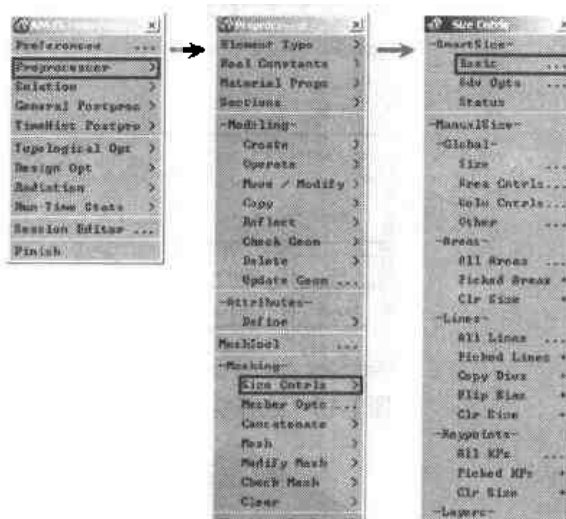 Preferences ...
Preprocessor >
Solution >
General Postproc >
TimeHist Postpro >
Topological Opt >
Design Opt >
Radiation >
Run-Time Stats >
Session Editor ...
Finish
Preprocessor
Element Type >
Real Constants >
Material Props >
Sections >
-Modeling-
Create >
Operate >
Move / Modify >
Copy >
Reflect >
Check Geom >
Delete >
Update Geom ...
-Attributes-
Define >
MeshTool ...
-Meshing-
Size Cntrls >
Mesher Opts ...
Concatenate >
Mesh >
Modify Mesh >
Check Mesh >
Clear >
Size Cntrls
-SmartSize-
Basic ...
Adv Opts ...
Status
-ManualSize-
-Global-
Size ...
Area Cntrls...
Volu Cntrls...
Other ...
-Areas-
All Areas ...
Picked Areas +
Clr Size +
-Lines-
All Lines ...
Picked Lines +
Copy Divs +
Flip Bias +
Clr Size +
-Keypoints-
All KPs ...
Picked KPs +
Clr Size +
-Layers-